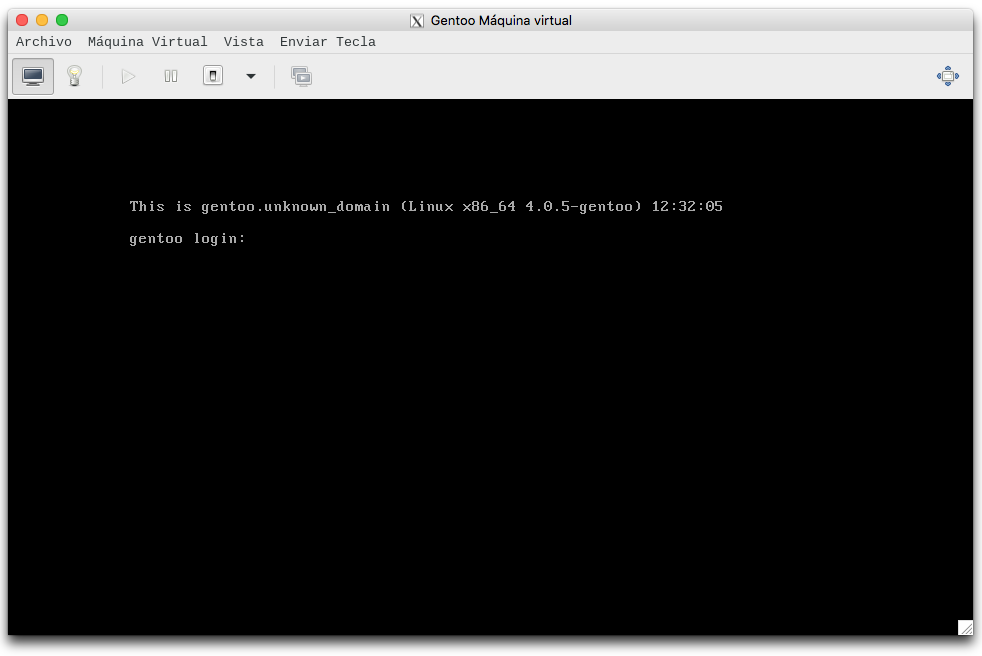 Gentoo Máquina virtual
Archivo Máquina Virtual Vista Enviar Tecla
This is gentoo.unknown_domain (Linux x86_64 4.0.5-gentoo) 12:32:05
gentoo login: